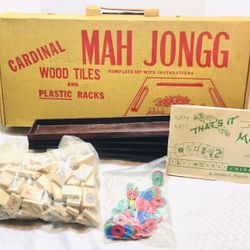 CARDINAL MAH JONGG
WOOD TILES
AND
PLASTIC RACKS
COMPLETE SET WITH INSTRUCTIONS
"THAT'S IT"